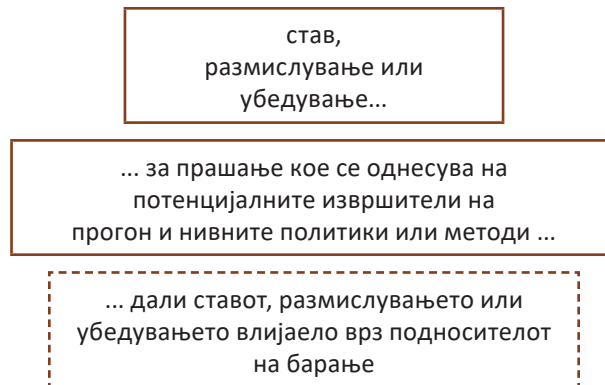 став,
размислување или
убедување...
... за прашање кое се однесува на
потенцијалните извршители на
прогон и нивните политики или методи ...
... дали ставот, размислувањето или
убедувањето влијаело врз подносителот
на барање